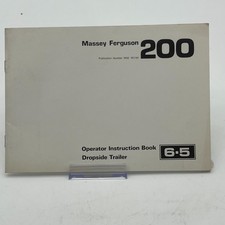 Massey Ferguson 200
Operator Instruction Book 6·5
Dropside Trailer